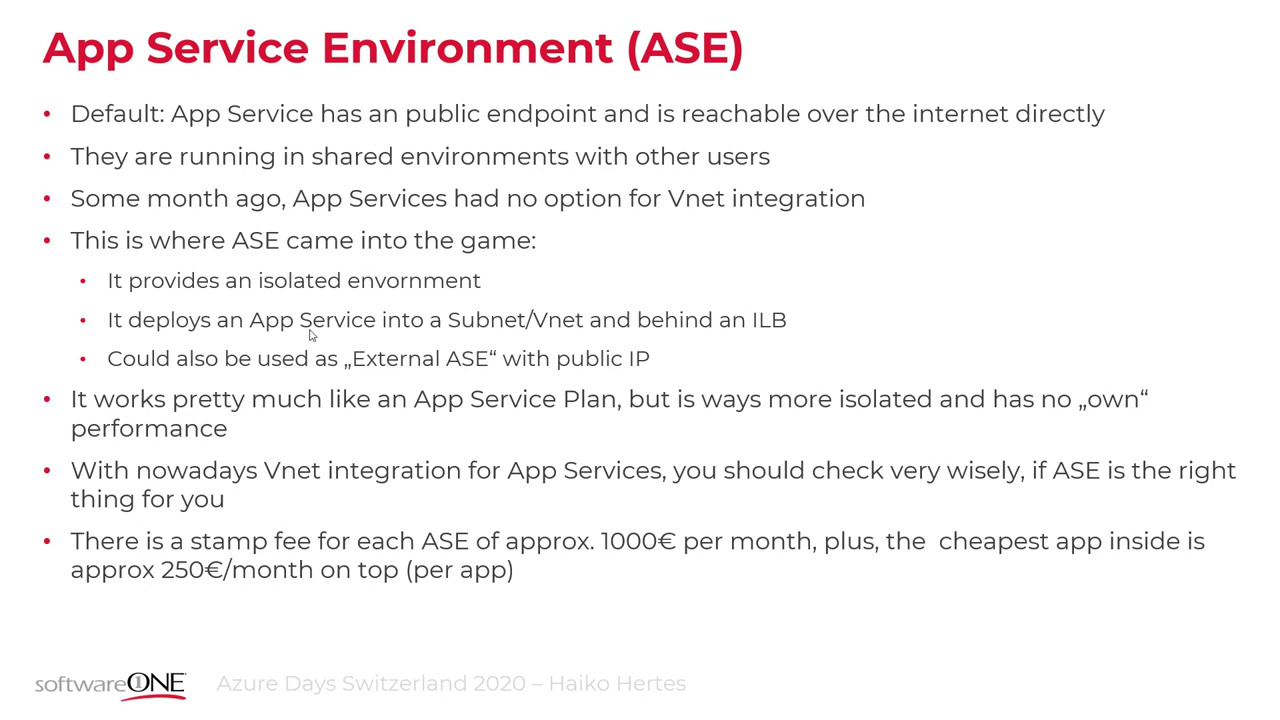 App Service Environment (ASE)
• Default: App Service has an public endpoint and is reachable over the internet directly
• They are running in shared environments with other users
• Some month ago, App Services had no option for Vnet integration
• This is where ASE came into the game:
• It provides an isolated envornment
• It deploys an App Service into a Subnet/Vnet and behind an ILB
• Could also be used as „External ASE“ with public IP
• It works pretty much like an App Service Plan, but is ways more isolated and has no „own“
performance
• With nowadays Vnet integration for App Services, you should check very wisely, if ASE is the right
thing for you
• There is a stamp fee for each ASE of approx. 1000€ per month, plus, the  cheapest app inside is
approx 250€/month on top (per app)
softwareONE Azure Days Switzerland 2020 – Haiko Hertes